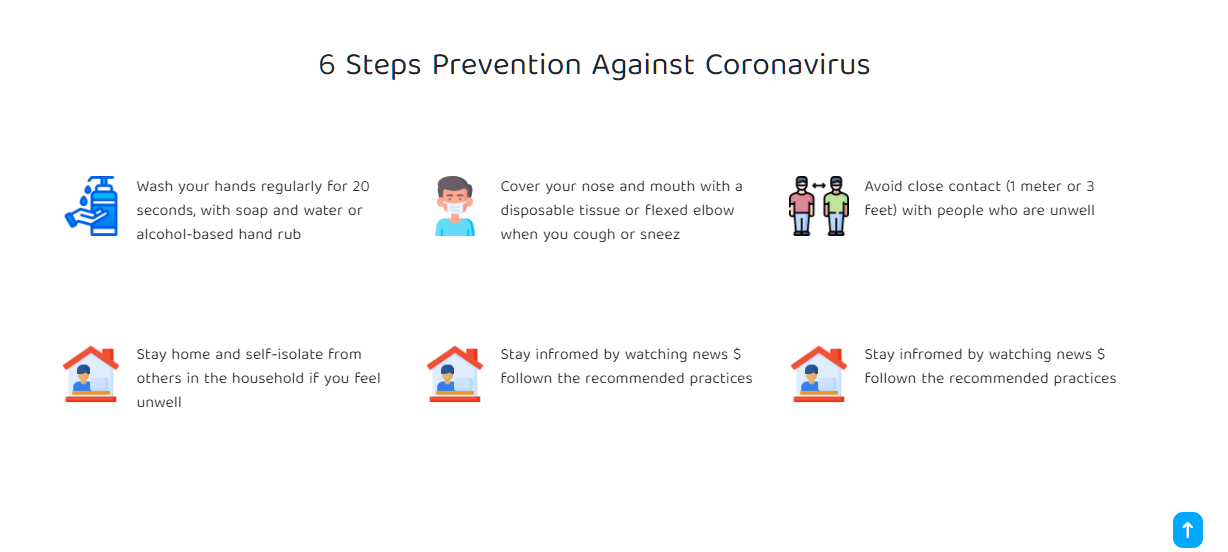 6 Steps Prevention Against Coronavirus
Wash your hands regularly for 20
seconds, with soap and water or
alcohol-based hand rub
Cover your nose and mouth with a
disposable tissue or flexed elbow
when you cough or sneez
Avoid close contact (1 meter or 3
feet) with people who are unwell
Stay home and self-isolate from
others in the household if you feel
unwell
Stay infromed by watching news $
follown the recommended practices
Stay infromed by watching news $
follown the recommended practices